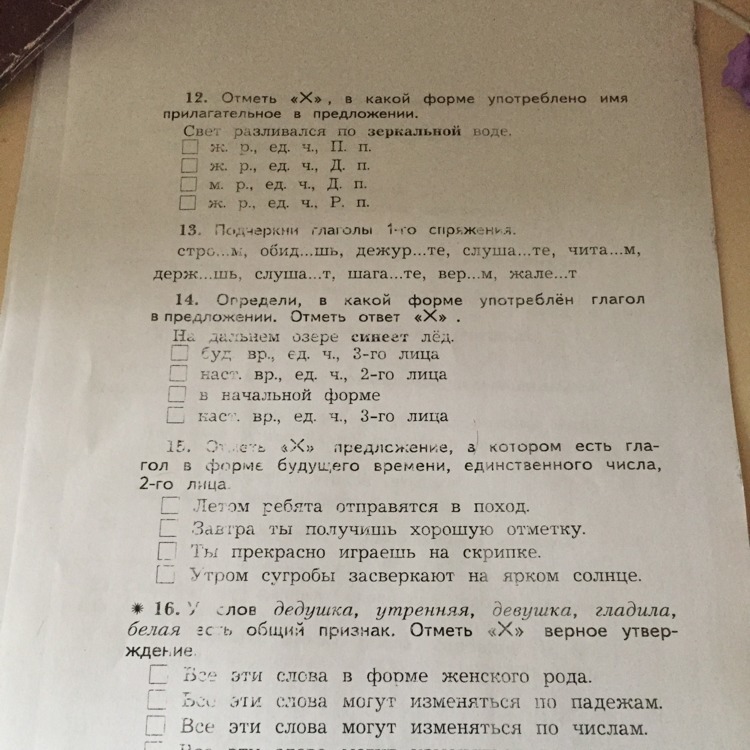 12. Отметь «X», в какой форме употреблено имя
прилагательное в предложении.
Свет разливался по зеркальной воде.
ж. р., ед. ч., П. п.
ж. р., ед. ч., Д. п.
м. р., ед. ч., Д. п.
ж. р., ед. ч., Р. п.
13. Подчеркни глаголы 1-го спряжения.
стро...м, обид...шь, дежур...те, слуша...те, чита...м,
держ...шь, слуша...т, шага...те, вер...м, жале...т
14. Определи, в какой форме употреблён глагол
в предложении. Отметь ответ «X» .
На дальнем озере синеет лёд.
буд вр., ед. ч., 3-го лица
наст. вр., ед. ч., 2-го лица
в начальной форме
наст. вр., ед. ч., 3-го лица
15. Отметь «X» предложение, в котором есть гла-
гол в форме будущего времени, единственного числа,
2-го лица.
Летом ребята отправятся в поход.
Завтра ты получишь хорошую отметку.
Ты прекрасно играешь на скрипке.
Утром сугробы засверкают на ярком солнце.
✷ 16. У слов дедушка, утренняя, девушка, гладила,
белая есть общий признак. Отметь «X» верное утвер-
ждение.
Все эти слова в форме женского рода.
Все эти слова могут изменяться по падежам.
Все эти слова могут изменяться по числам.